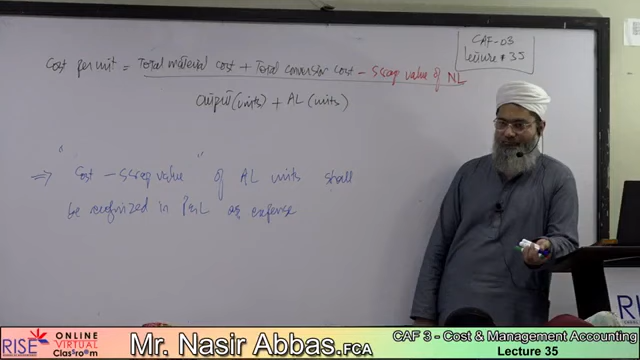 CAF-03
Lecture # 35
Cost per unit = Total material cost + Total conversion cost - Scrap value of NL
Output (units) + AL (units)
⇒ "Cost - Scrap value" of AL units shall
be recognized in P&L as expense
RISE
RISE
ONLINE
VIRTUAL
Classroom
Mr. Nasir Abbas.FCA
CAF 3 - Cost & Management Accounting
Lecture 35